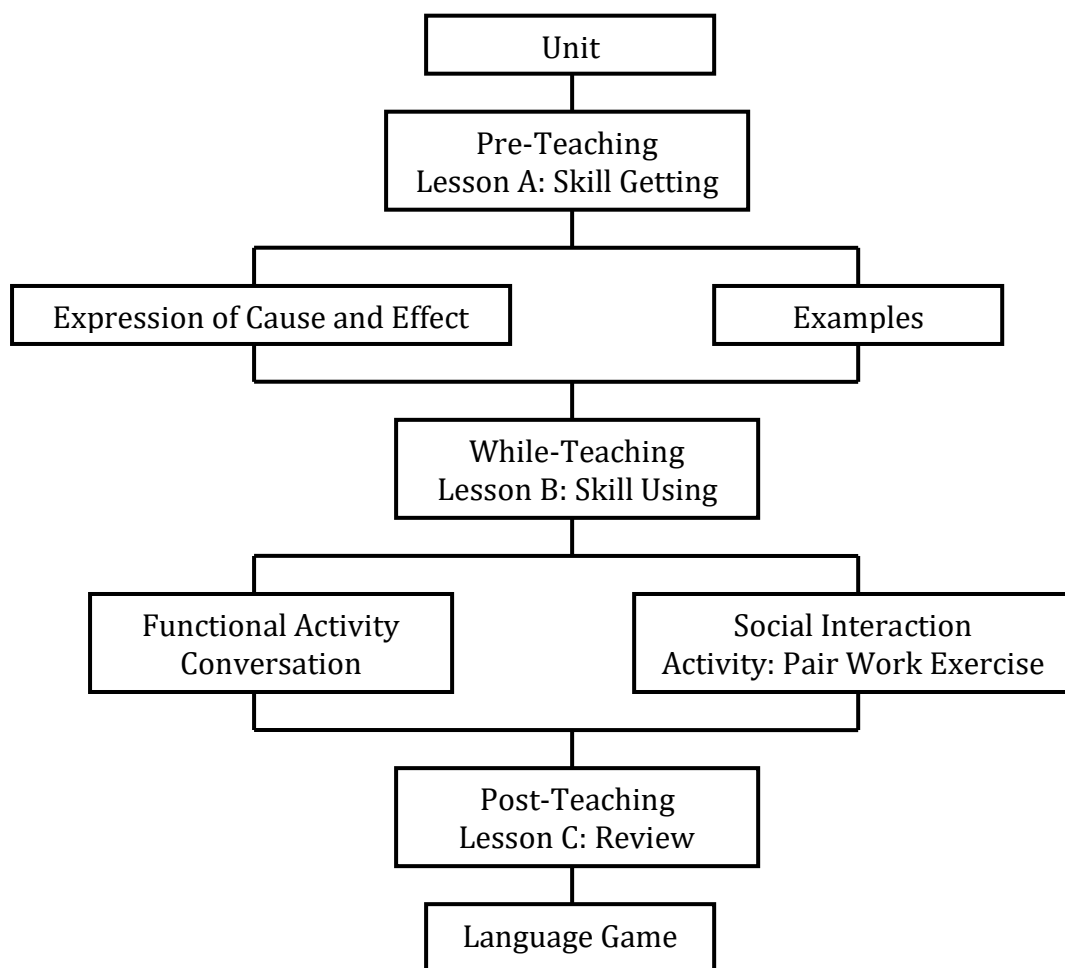 Unit
Pre-Teaching
Lesson A: Skill Getting
Expression of Cause and Effect
Examples
While-Teaching
Lesson B: Skill Using
Functional Activity
Conversation
Social Interaction
Activity: Pair Work Exercise
Post-Teaching
Lesson C: Review
Language Game